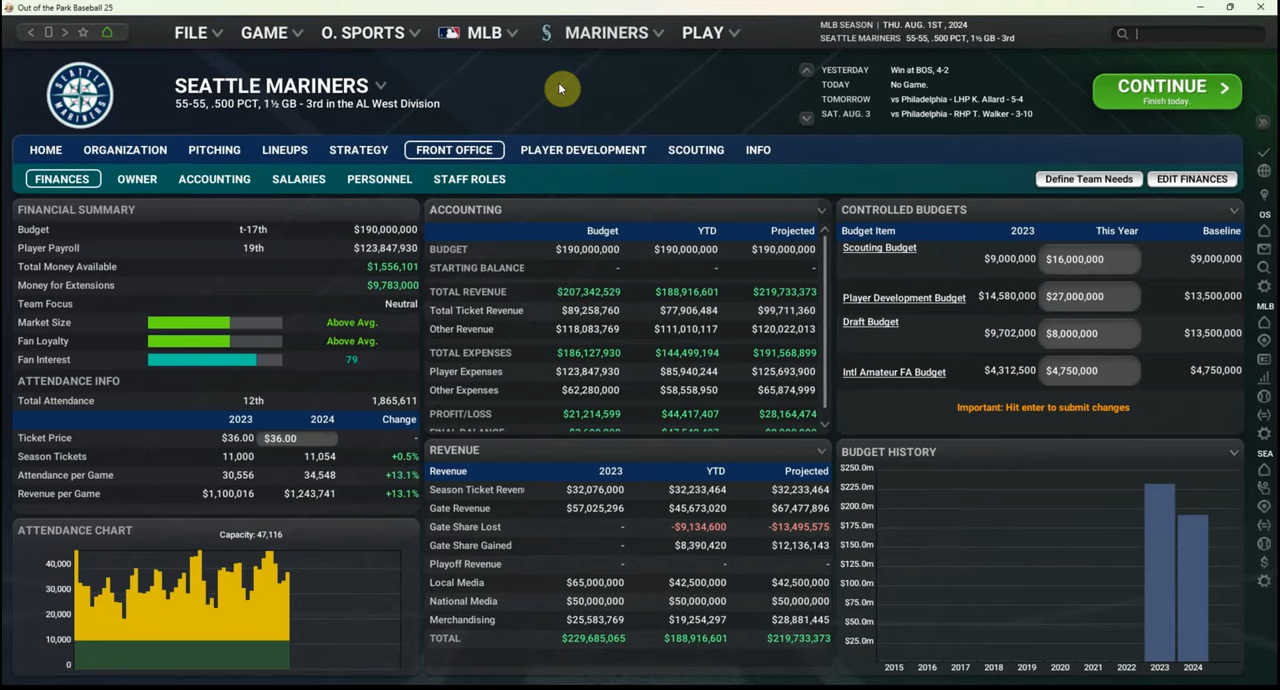 Out of the Park Baseball 25
FILE GAME O. SPORTS MLB MARINERS PLAY
MLB SEASON | THU. AUG. 1ST , 2024
SEATTLE MARINERS 55-55, .500 PCT, 1½ GB - 3rd
SEATTLE MARINERS
55-55, .500 PCT, 1½ GB - 3rd in the AL West Division
YESTERDAY Win at BOS, 4-2
TODAY No Game.
TOMORROW vs Philadelphia - LHP K. Allard - 5-4
SAT. AUG. 3 vs Philadelphia - RHP T. Walker - 3-10
CONTINUE
Finish today.
HOME ORGANIZATION PITCHING LINEUPS STRATEGY FRONT OFFICE PLAYER DEVELOPMENT SCOUTING INFO
FINANCES OWNER ACCOUNTING SALARIES PERSONNEL STAFF ROLES Define Team Needs EDIT FINANCES
FINANCIAL SUMMARY
Budget t-17th $190,000,000
Player Payroll 19th $123,847,930
Total Money Available $1,556,101
Money for Extensions $9,783,000
Team Focus Neutral
Market Size Above Avg.
Fan Loyalty Above Avg.
Fan Interest 79
ATTENDANCE INFO
Total Attendance 12th 1,865,611
2023 2024 Change
Ticket Price $36.00 $36.00 -
Season Tickets 11,000 11,054 +0.5%
Attendance per Game 30,556 34,548 +13.1%
Revenue per Game $1,100,016 $1,243,741 +13.1%
ATTENDANCE CHART
Capacity: 47,116
40,000
30,000
20,000
10,000
0
ACCOUNTING
Budget YTD Projected
BUDGET $190,000,000 $190,000,000 $190,000,000
STARTING BALANCE - - -
TOTAL REVENUE $207,342,529 $188,916,601 $219,733,373
Total Ticket Revenue $89,258,760 $77,906,484 $99,711,360
Other Revenue $118,083,769 $111,010,117 $120,022,013
TOTAL EXPENSES $186,127,930 $144,499,194 $191,568,899
Player Expenses $123,847,930 $85,940,244 $125,693,900
Other Expenses $62,280,000 $58,558,950 $65,874,999
PROFIT/LOSS $21,214,599 $44,417,407 $28,164,474
REVENUE
Revenue 2023 YTD Projected
Season Ticket Reven $32,076,000 $32,233,464 $32,233,464
Gate Revenue $57,025,296 $45,673,020 $67,477,896
Gate Share Lost - -$9,134,600 -$13,495,575
Gate Share Gained - $8,390,420 $12,136,143
Playoff Revenue - - -
Local Media $65,000,000 $42,500,000 $42,500,000
National Media $50,000,000 $50,000,000 $50,000,000
Merchandising $25,583,769 $19,254,297 $28,881,445
TOTAL $229,685,065 $188,916,601 $219,733,373
CONTROLLED BUDGETS
Budget Item 2023 This Year Baseline
Scouting Budget $9,000,000 $16,000,000 $9,000,000
Player Development Budget $14,580,000 $27,000,000 $13,500,000
Draft Budget $9,702,000 $8,000,000 $13,500,000
Intl Amateur FA Budget $4,312,500 $4,750,000 $4,750,000
Important: Hit enter to submit changes
BUDGET HISTORY
$250.0m
$225.0m
$200.0m
$175.0m
$150.0m
$125.0m
$100.0m
$75.0m
$50.0m
$25.0m
2015 2016 2017 2018 2019 2020 2021 2022 2023 2024
OS
MLB
SEA